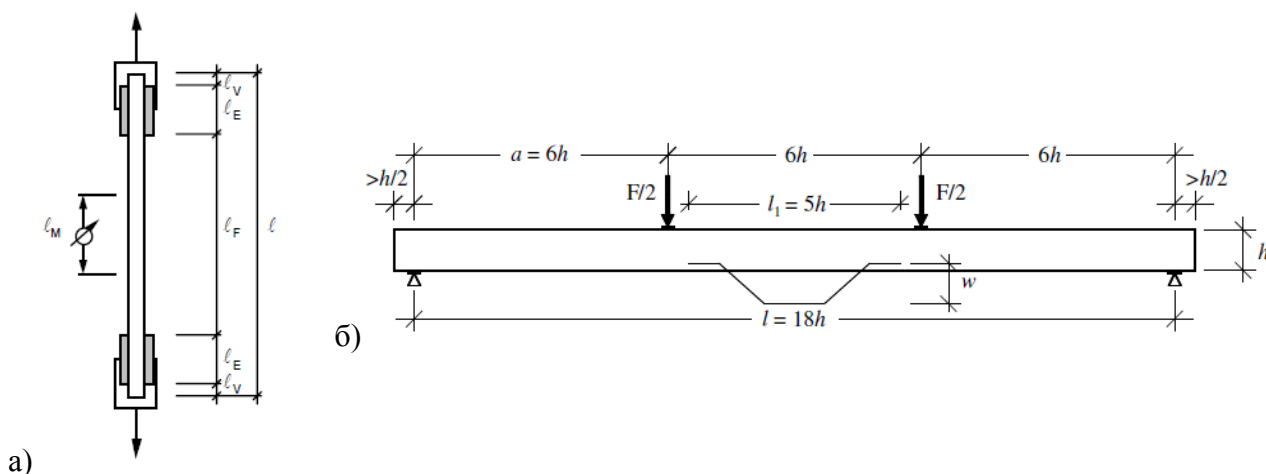 ℓV
ℓE
ℓM
ℓF
ℓ
ℓE
ℓV
а)
a = 6h
6h
6h
>h/2
F/2
l1 = 5h
F/2
>h/2
h
w
l = 18h
б)